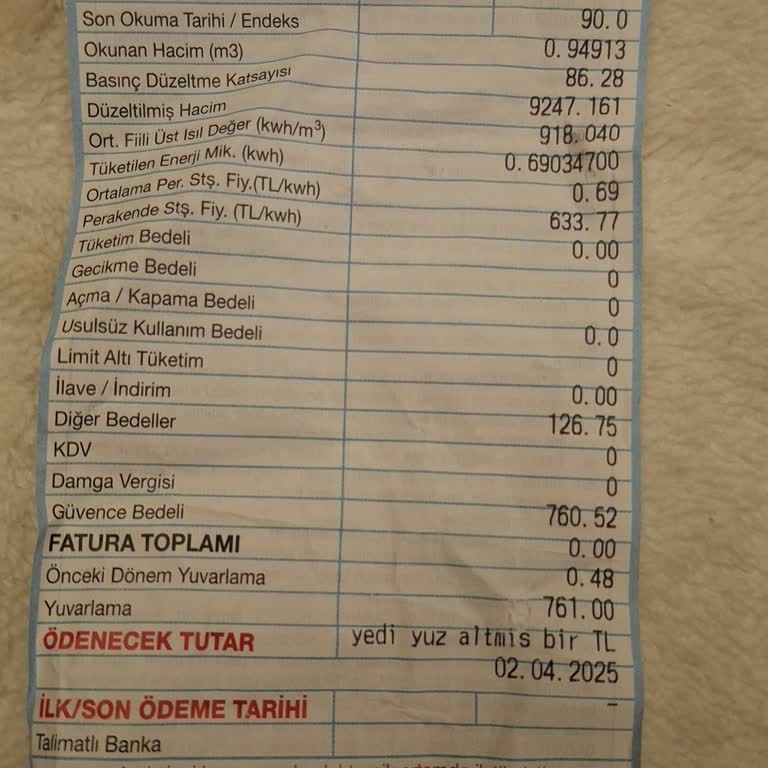 Son Okuma Tarihi / Endeks 90.0
Okunan Hacim (m3) 0.94913
Basınç Düzeltme Katsayısı 86.28
Düzeltilmiş Hacim 9247.161
Ort. Fiili Üst Isıl Değer (kwh/m³) 918.040
Tüketilen Enerji Mik. (kwh) 0.69034700
Ortalama Per. Stş. Fiy.(TL/kwh) 0.69
Perakende Stş. Fiy. (TL/kwh) 633.77
Tüketim Bedeli 0.00
Gecikme Bedeli 0
Açma / Kapama Bedeli 0
Usulsüz Kullanım Bedeli 0.0
Limit Altı Tüketim 0
İlave / İndirim 0.00
Diğer Bedeller 126.75
KDV 0
Damga Vergisi 0
Güvence Bedeli 760.52
FATURA TOPLAMI 0.00
Önceki Dönem Yuvarlama 0.48
Yuvarlama 761.00
ÖDENECEK TUTAR yedi yuz altmis bir TL
02.04.2025
İLK/SON ÖDEME TARİHİ -
Talimatlı Banka